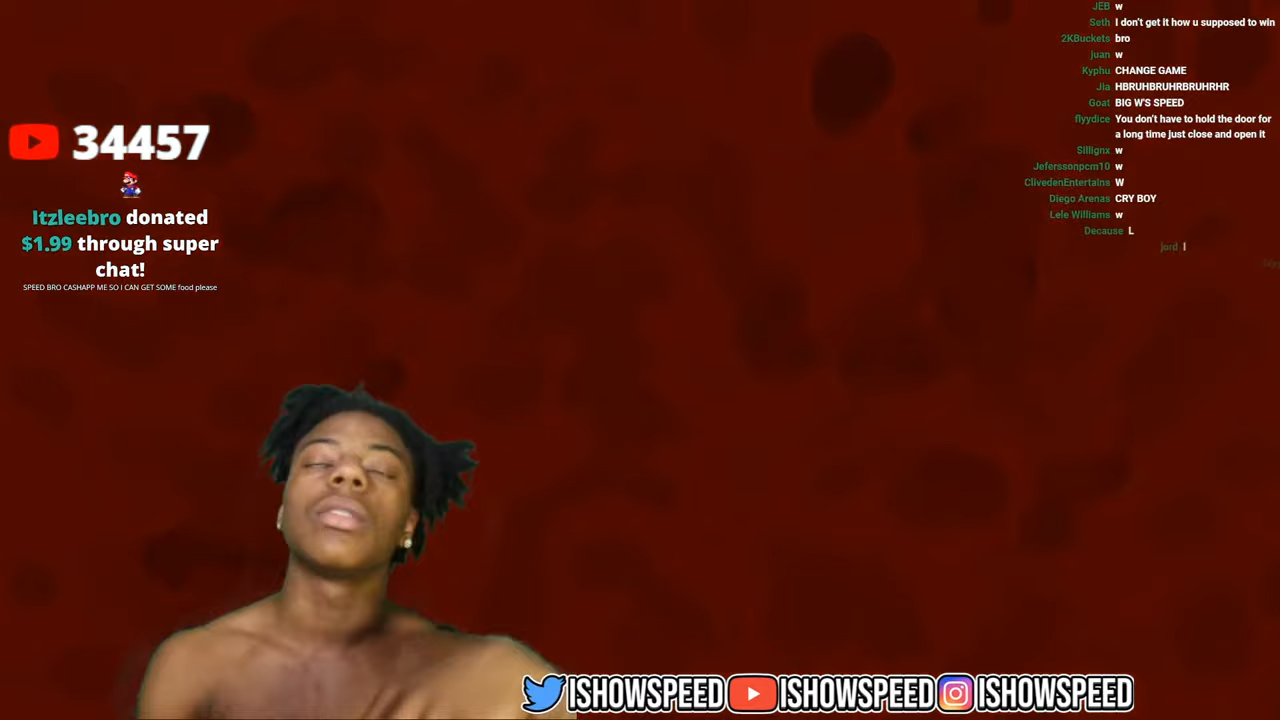 34457
Itzleebro donated
$1.99 through super
chat!
SPEED BRO CASHAPP ME SO I CAN GET SOME food please
JEB w
Seth I don't get it how u supposed to win
2KBuckets bro
Juan w
Kyphu CHANGE GAME
Jia HBRUHBRUHRBRUHRHR
Goat BIG W'S SPEED
flyydice You don't have to hold the door for
a long time just close and open it
Sillignx w
Jeferssonpcm10 w
ClivedenEntertains W
Diego Arenas CRY BOY
Lele Williams w
Decause L
jord l
ISHOWSPEED ISHOWSPEED ISHOWSPEED